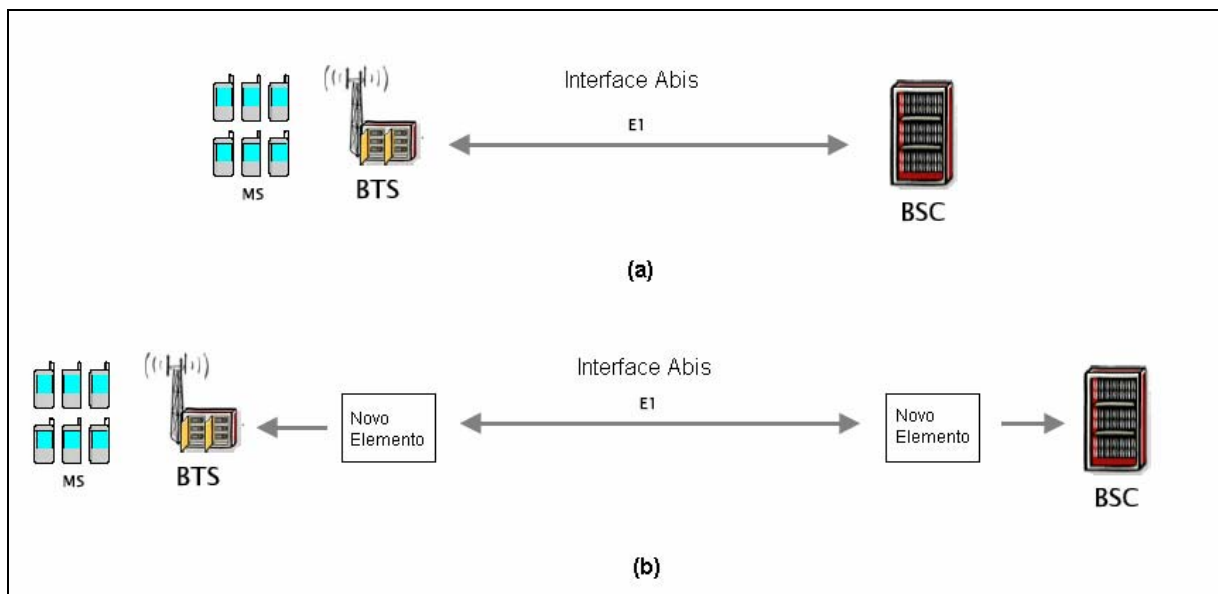 Interface Abis
E1
MS
BTS
BSC
(a)
Interface Abis
E1
Novo
Elemento
Novo
Elemento
MS
BTS
BSC
(b)